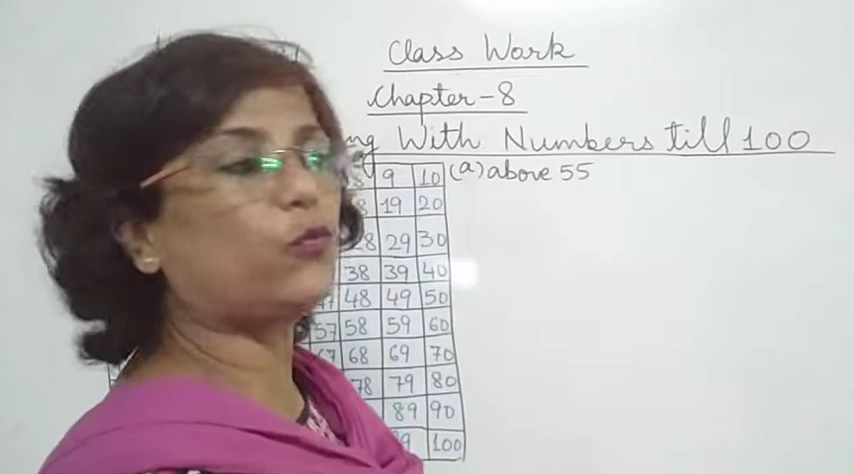 Class Work
Chapter-8
With Numbers till 100
9 10 (a) above 55
19 20
29 30
38 39 40
48 49 50
57 58 59 60
68 69 70
78 79 80
89 90
100